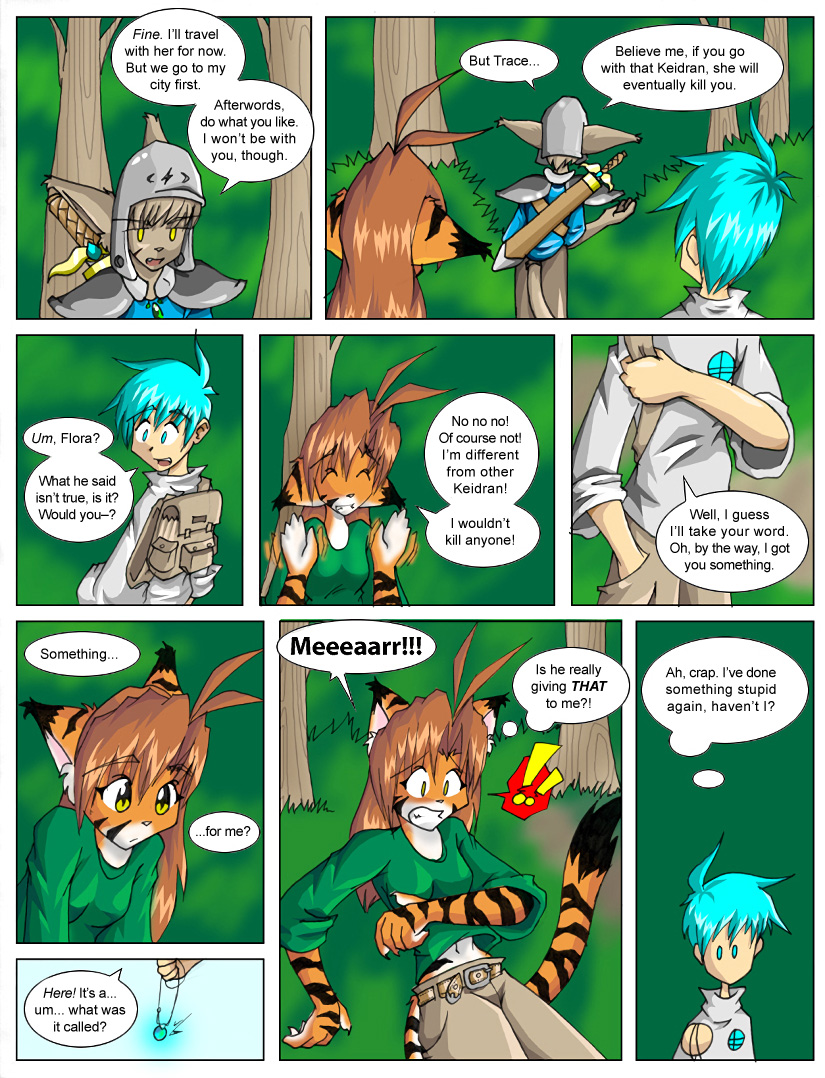 Fine. I'll travel
with her for now.
But we go to my
city first.
Afterwords,
do what you like.
I won't be with
you, though.
But Trace...
Believe me, if you go
with that Keidran, she will
eventually kill you.
Um, Flora?
What he said
isn't true, is it?
Would you–?
No no no!
Of course not!
I'm different
from other
Keidran!
I wouldn't
kill anyone!
Well, I guess
I'll take your word.
Oh, by the way, I got
you something.
Something...
...for me?
Here! It's a...
um... what was
it called?
Meeeaarr!!!
Is he really
giving THAT
to me?!
Ah, crap. I've done
something stupid
again, haven't I?